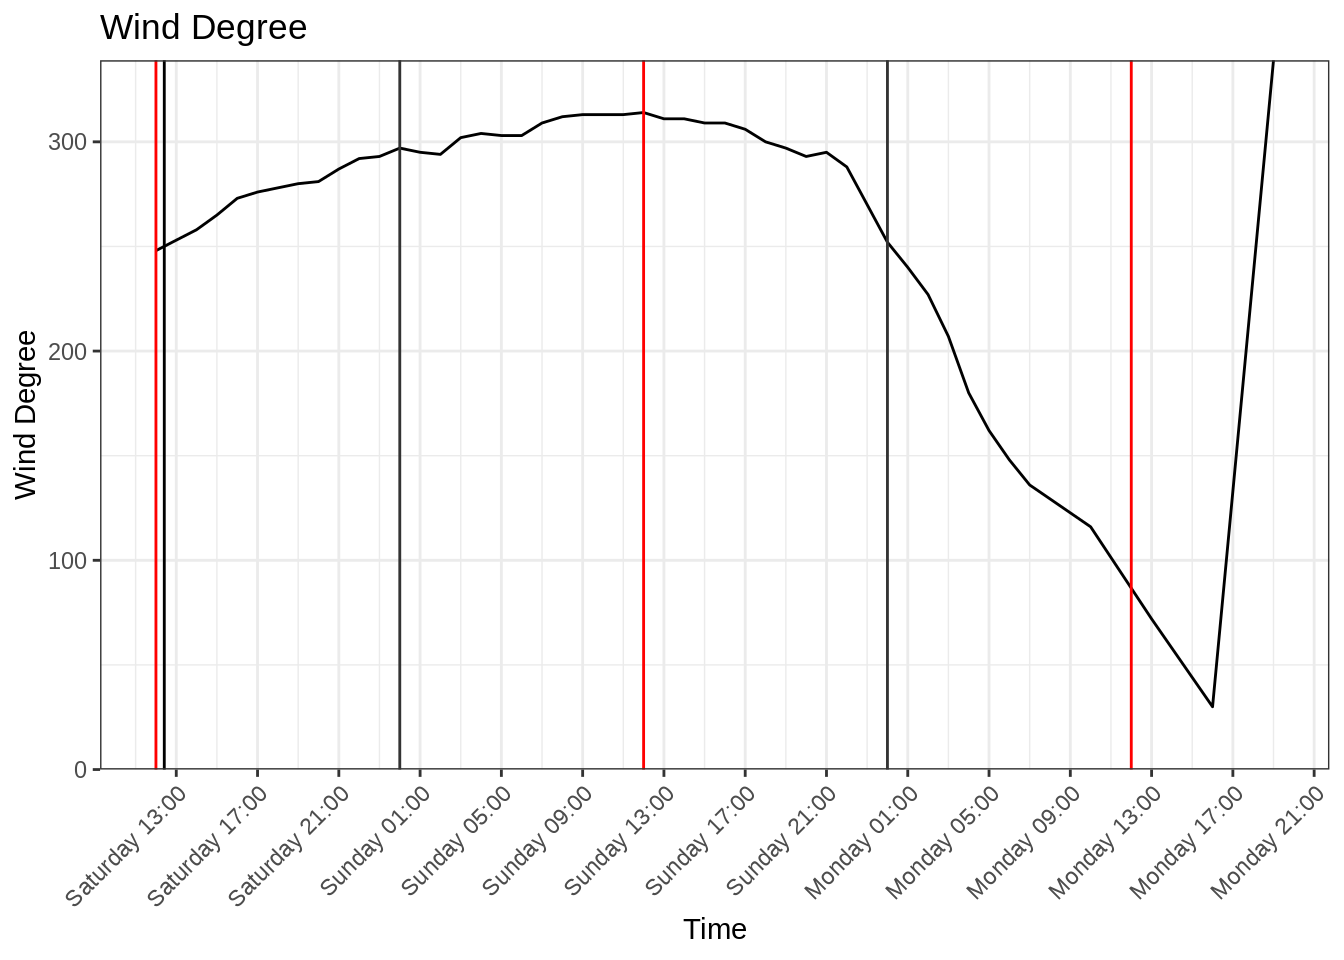 Wind Degree
Wind Degree
300
200
100
0
Saturday 13:00
Saturday 17:00
Saturday 21:00
Sunday 01:00
Sunday 05:00
Sunday 09:00
Sunday 13:00
Sunday 17:00
Sunday 21:00
Monday 01:00
Monday 05:00
Monday 09:00
Monday 13:00
Monday 17:00
Monday 21:00
Time